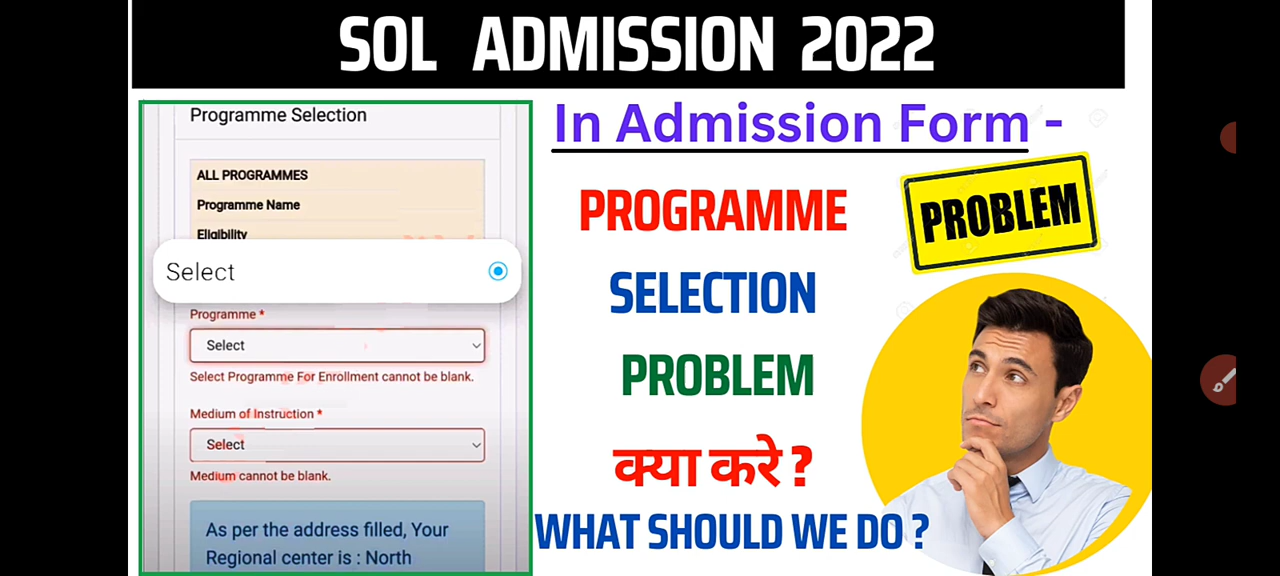 SOL ADMISSION 2022
Programme Selection
ALL PROGRAMMES
Programme Name
Eligibility
Select
Programme *
Select
Select Programme For Enrollment cannot be blank.
Medium of Instruction *
Select
Medium cannot be blank.
As per the address filled, Your
Regional center is : North
In Admission Form -
PROGRAMME
SELECTION
PROBLEM
क्या करे ?
WHAT SHOULD WE DO ?
PROBLEM